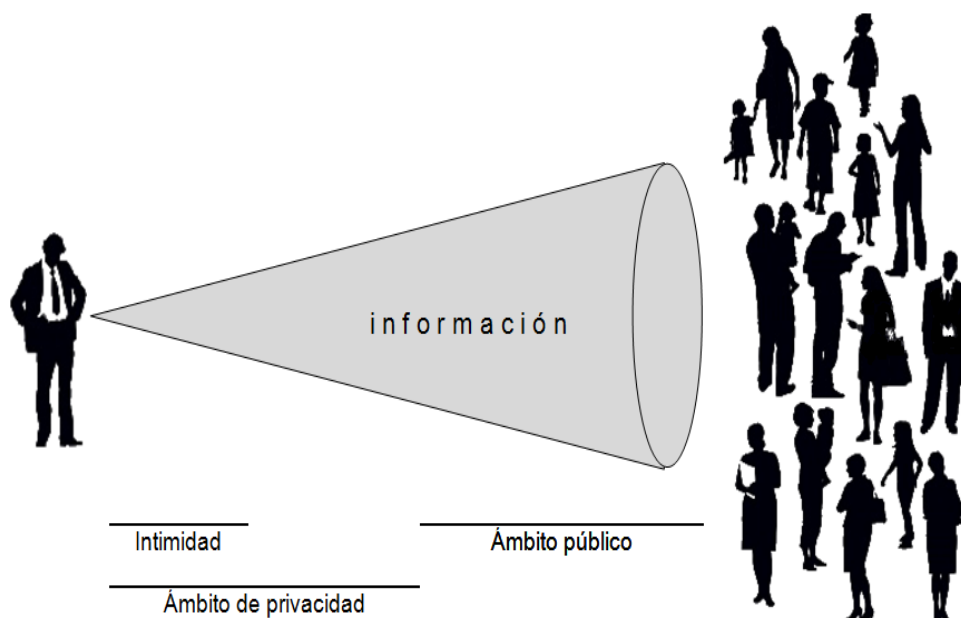 información
Intimidad
Ámbito público
Ámbito de privacidad